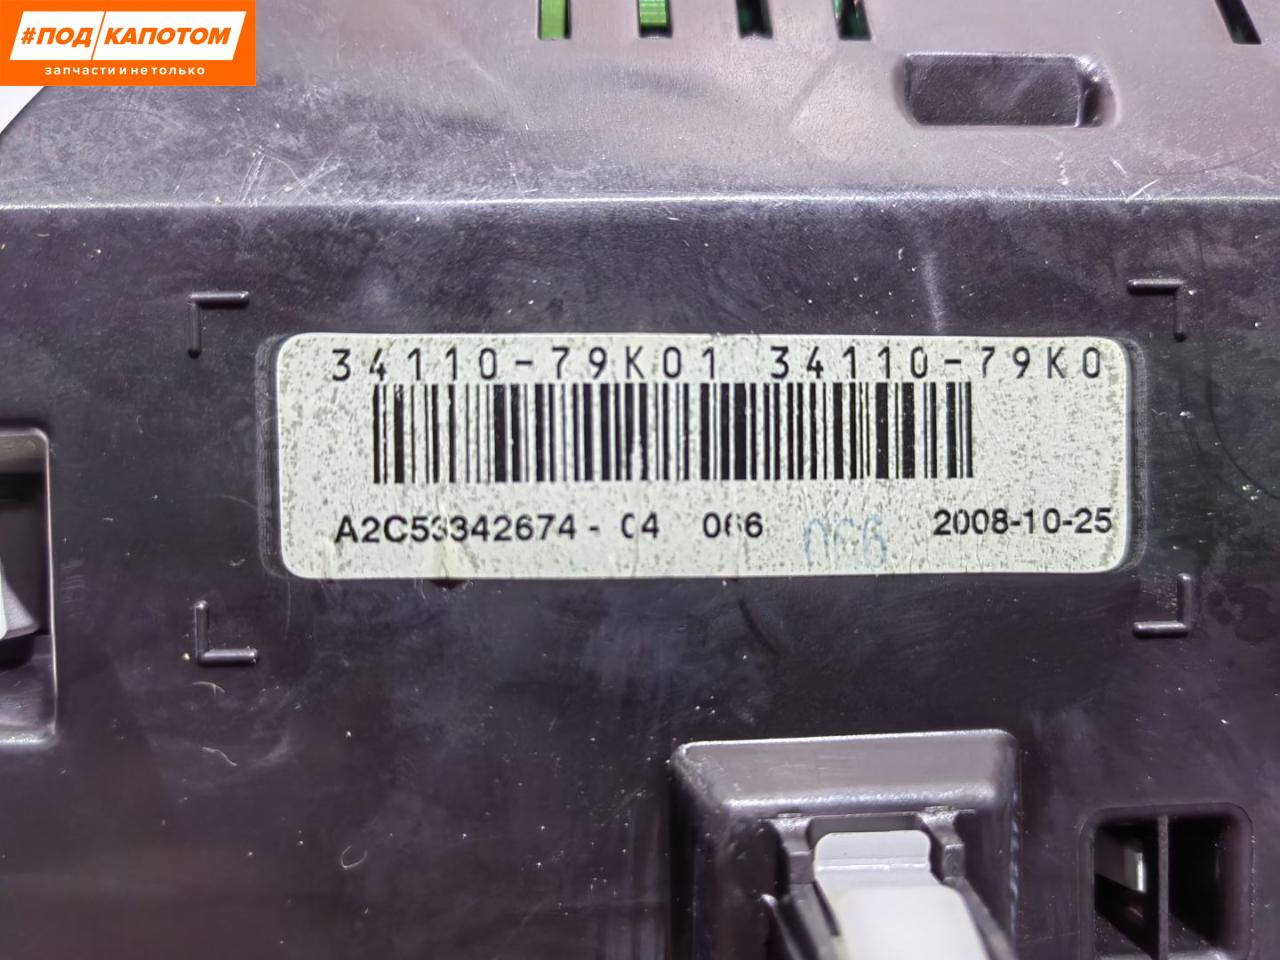 #ПОД КАПОТОМ
запчасти и не только
34110-79K01 34110-79K0
A2C53342674-04 066 2008-10-25
066